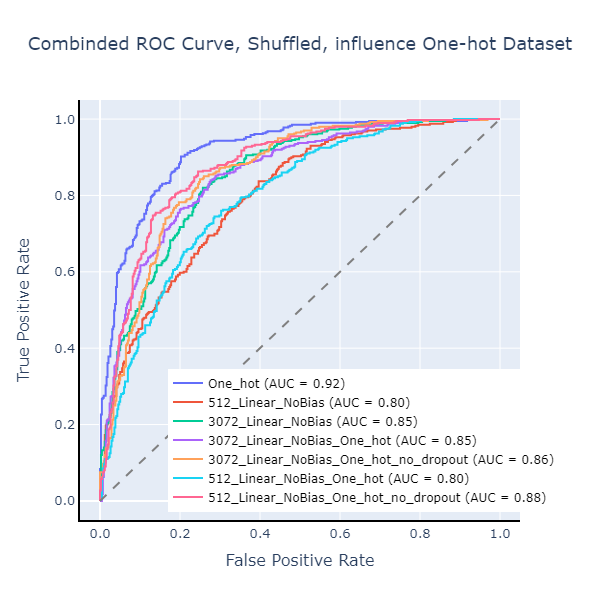 Combinded ROC Curve, Shuffled, influence One-hot Dataset
1.0
0.8
0.6
0.4
0.2
0.0
True Positive Rate
One_hot (AUC = 0.92)
512_Linear_NoBias (AUC = 0.80)
3072_Linear_NoBias (AUC = 0.85)
3072_Linear_NoBias_One_hot (AUC = 0.85)
3072_Linear_NoBias_One_hot_no_dropout (AUC = 0.86)
512_Linear_NoBias_One_hot (AUC = 0.80)
512_Linear_NoBias_One_hot_no_dropout (AUC = 0.88)
0.0 0.2 0.4 0.6 0.8 1.0
False Positive Rate